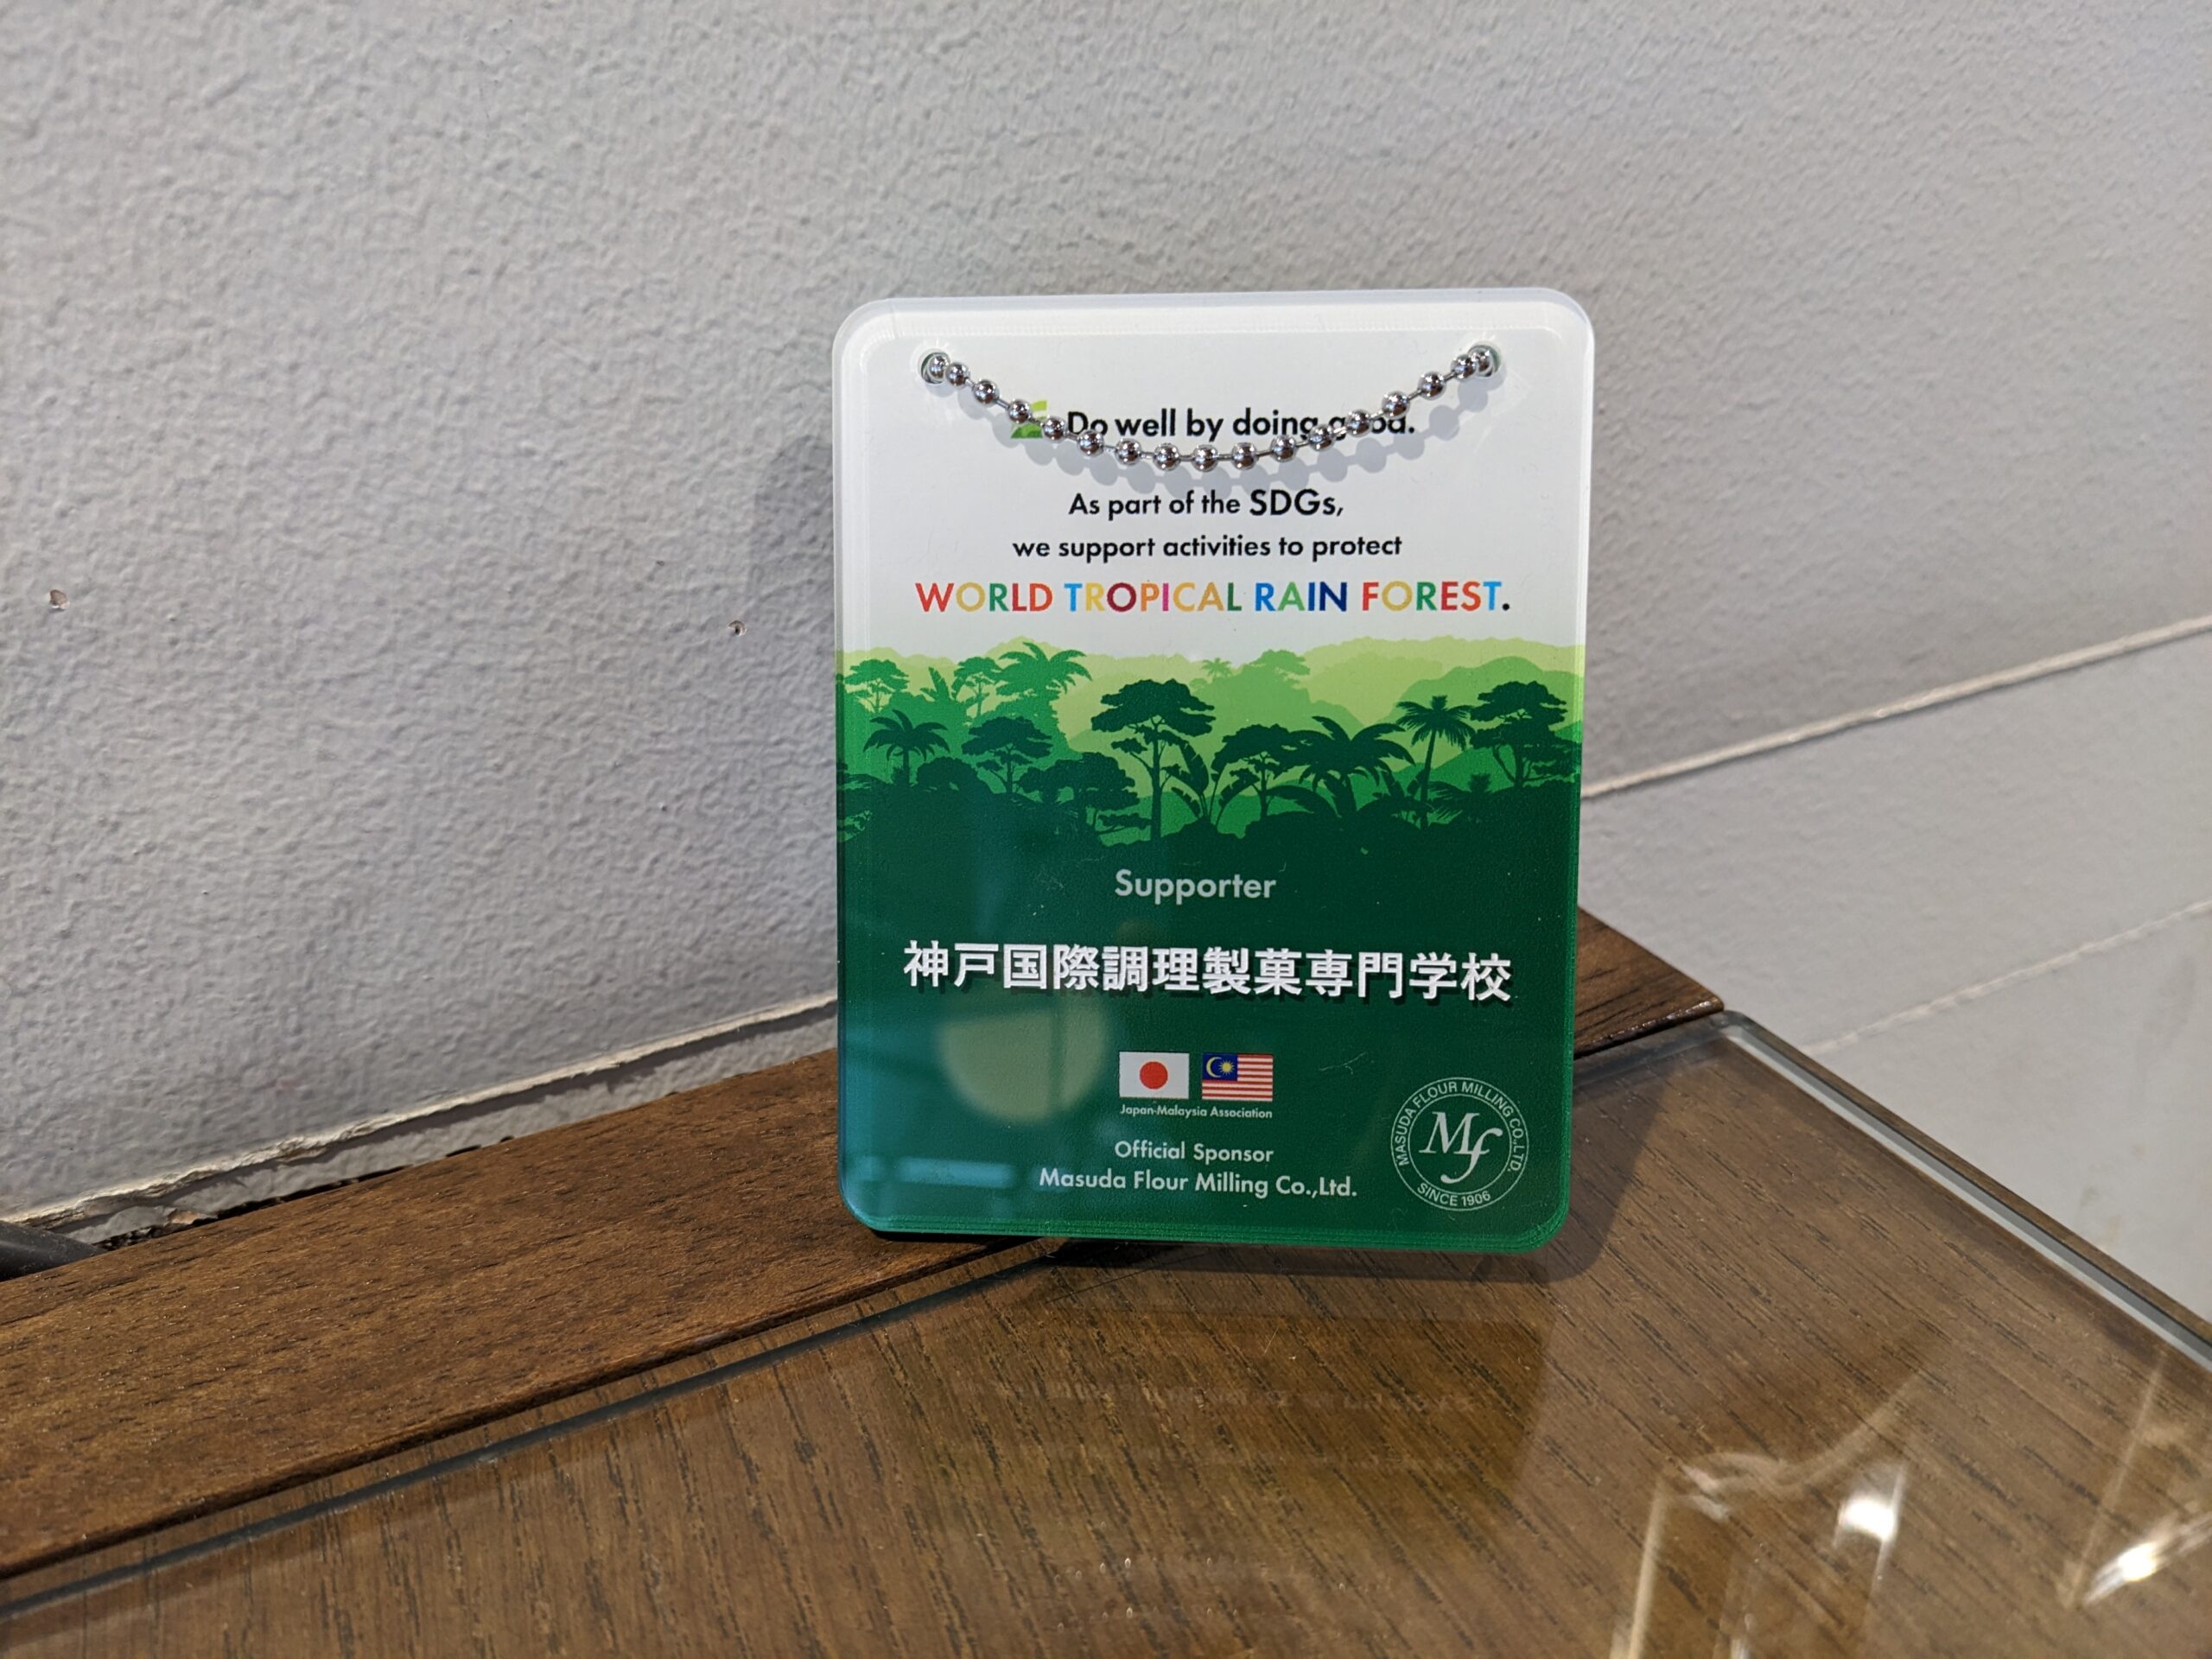 Do well by doing good.
As part of the SDGs,
we support activities to protect
WORLD TROPICAL RAIN FOREST.
Supporter
神戸国際調理製菓専門学校
Japan-Malaysia Association
Official Sponsor
Masuda Flour Milling Co.,Ltd.
MASUDA FLOUR MILLING CO.,LTD.
Mf
SINCE 1906